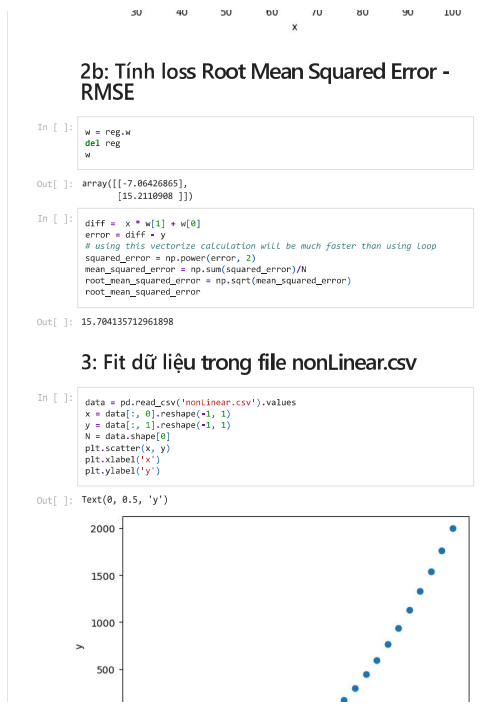 30 40 50 60 70 80 90 100
x
2b: Tính loss Root Mean Squared Error -
RMSE
In [ ]:
w = reg.w
del reg
w
Out[ ]: array([[-7.06426865],
[15.2110908 ]])
In [ ]:
diff =  x * w[1] + w[0]
error = diff - y
# using this vectorize calculation will be much faster than using loop
squared_error = np.power(error, 2)
mean_squared_error = np.sum(squared_error)/N
root_mean_squared_error = np.sqrt(mean_squared_error)
root_mean_squared_error
Out[ ]: 15.704135712961898
3: Fit dữ liệu trong file nonLinear.csv
In [ ]:
data = pd.read_csv('nonLinear.csv').values
x = data[:, 0].reshape(-1, 1)
y = data[:, 1].reshape(-1, 1)
N = data.shape[0]
plt.scatter(x, y)
plt.xlabel('x')
plt.ylabel('y')
Out[ ]: Text(0, 0.5, 'y')
2000
1500
1000
y
500